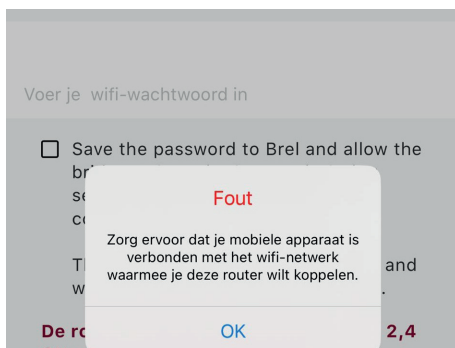 Voer je wifi-wachtwoord in
Save the password to Brel and allow the
Fout
Zorg ervoor dat je mobiele apparaat is
verbonden met het wifi-netwerk
waarmee je deze router wilt koppelen.
and
OK
De
2,4